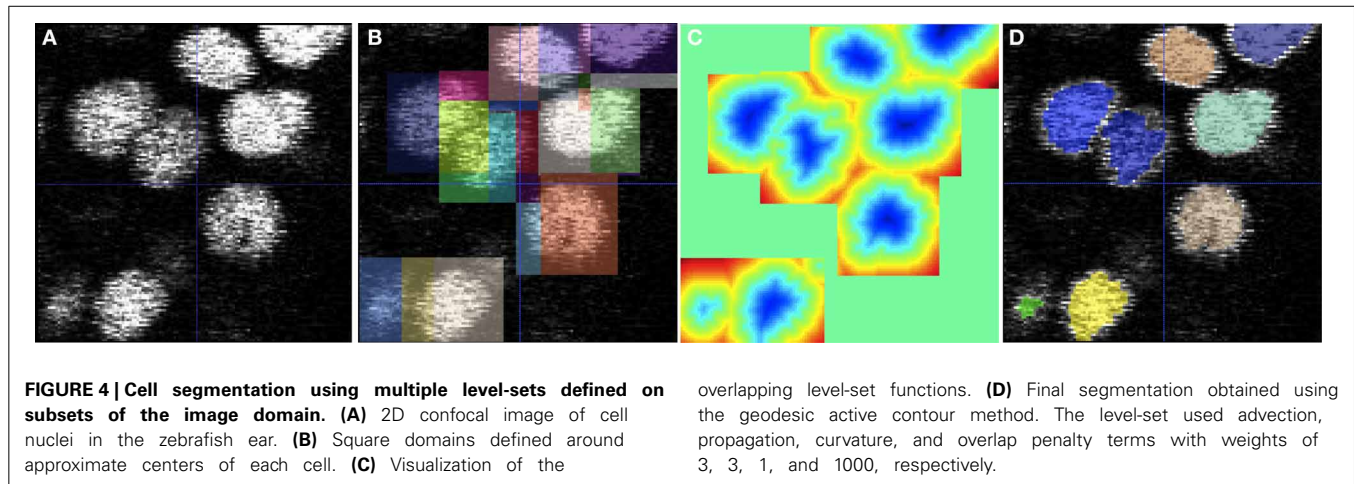 A
B
C
D
FIGURE 4 | Cell segmentation using multiple level-sets defined on
subsets of the image domain. (A) 2D confocal image of cell
nuclei in the zebrafish ear. (B) Square domains defined around
approximate centers of each cell. (C) Visualization of the
overlapping level-set functions. (D) Final segmentation obtained using
the geodesic active contour method. The level-set used advection,
propagation, curvature, and overlap penalty terms with weights of
3, 3, 1, and 1000, respectively.